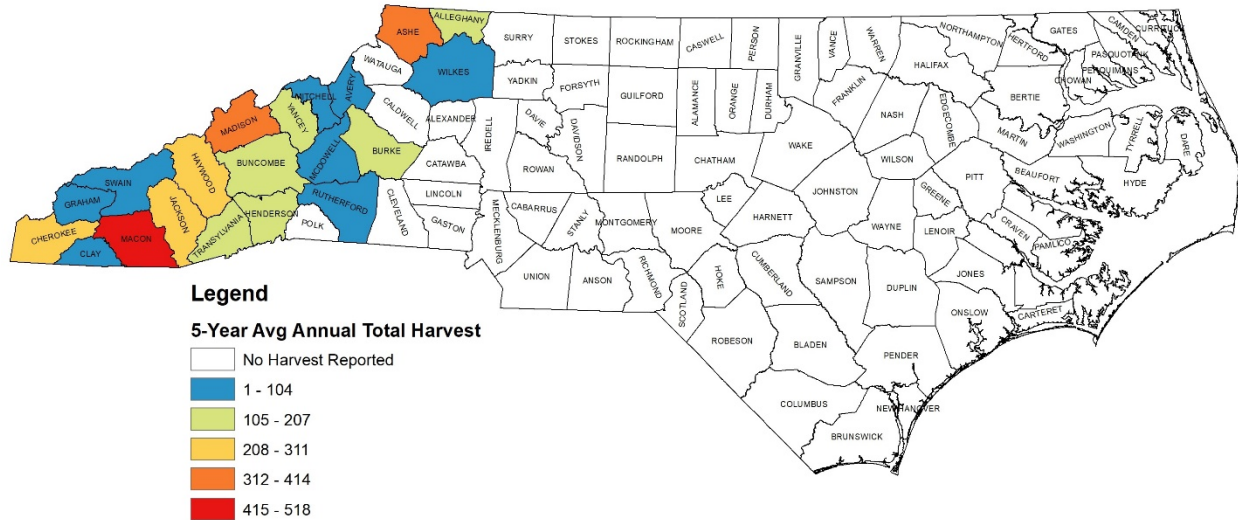 ALLEGHANY
ASHE
SURRY
STOKES
ROCKINGHAM
CASWELL
PERSON
GRANVILLE
VANCE
WARREN
NORTHAMPTON
HERTFORD
GATES
CAMDEN
CURRITUCK
PASQUOTANK
PERQUIMANS
CHOWAN
HALIFAX
BERTIE
WATAUGA
WILKES
YADKIN
FORSYTH
GUILFORD
ALAMANCE
ORANGE
DURHAM
FRANKLIN
NASH
EDGECOMBE
MARTIN
WASHINGTON
TYRRELL
DARE
MITCHELL
AVERY
CALDWELL
ALEXANDER
IREDELL
DAVIE
DAVIDSON
RANDOLPH
CHATHAM
WAKE
WILSON
PITT
BEAUFORT
HYDE
MADISON
YANCEY
MCDOWELL
BURKE
CATAWBA
ROWAN
HAYWOOD
BUNCOMBE
LINCOLN
LEE
JOHNSTON
GREENE
SWAIN
GRAHAM
JACKSON
HENDERSON
TRANSYLVANIA
RUTHERFORD
POLK
CLEVELAND
GASTON
MECKLENBURG
CABARRUS
STANLY
MONTGOMERY
MOORE
HARNETT
WAYNE
LENOIR
CRAVEN
PAMLICO
CHEROKEE
CLAY
MACON
UNION
ANSON
RICHMOND
SCOTLAND
HOKE
CUMBERLAND
SAMPSON
DUPLIN
JONES
ONSLOW
CARTERET
ROBESON
BLADEN
PENDER
COLUMBUS
NEW HANOVER
BRUNSWICK
Legend
5-Year Avg Annual Total Harvest
No Harvest Reported
1 - 104
105 - 207
208 - 311
312 - 414
415 - 518